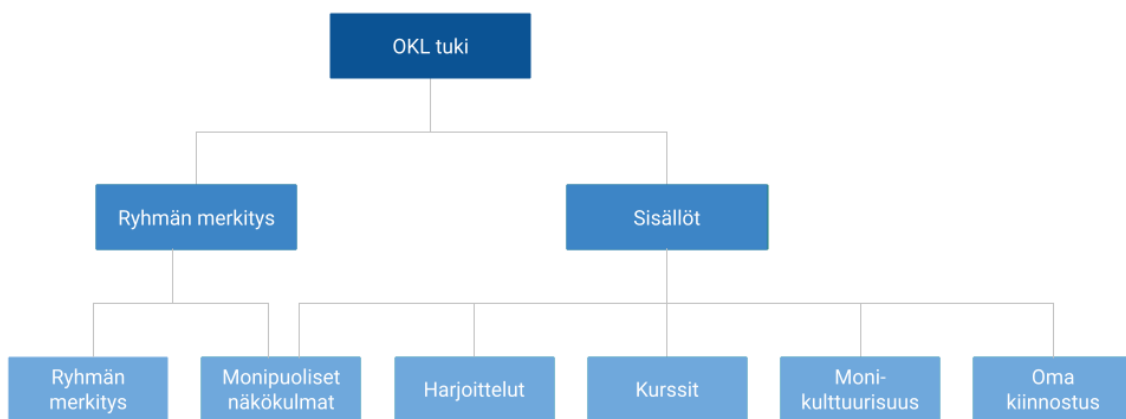 OKL tuki
Ryhmän merkitys
Sisällöt
Ryhmän
merkitys
Monipuoliset
näkökulmat
Harjoittelut
Kurssit
Moni-
kulttuurisuus
Oma
kiinnostus